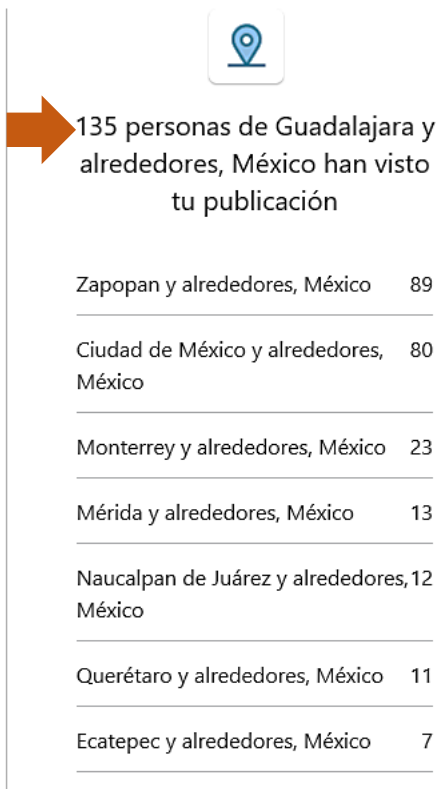 135 personas de Guadalajara y
alrededores, México han visto
tu publicación
Zapopan y alrededores, México 89
Ciudad de México y alrededores, 80
México
Monterrey y alrededores, México 23
Mérida y alrededores, México 13
Naucalpan de Juárez y alrededores, 12
México
Querétaro y alrededores, México 11
Ecatepec y alrededores, México 7